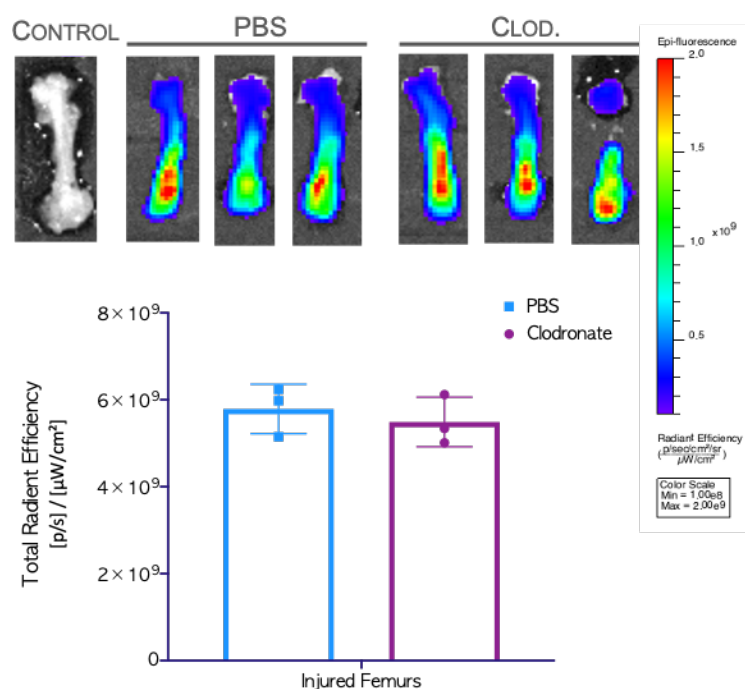 CONTROL
PBS
CLOD.
Epi-fluorescence
2.0
1.0
x10⁹
0.5
Radiant Efficiency
(p/sec/cm²/sr
µW/cm²)
Color Scale
Min = 1.00e8
Max = 2.00e9
PBS
Clodronate
Total Radient Efficiency
[p/s] / [µW/cm²]
8×10⁹
6×10⁹
4×10⁹
2×10⁹
0
Injured Femurs